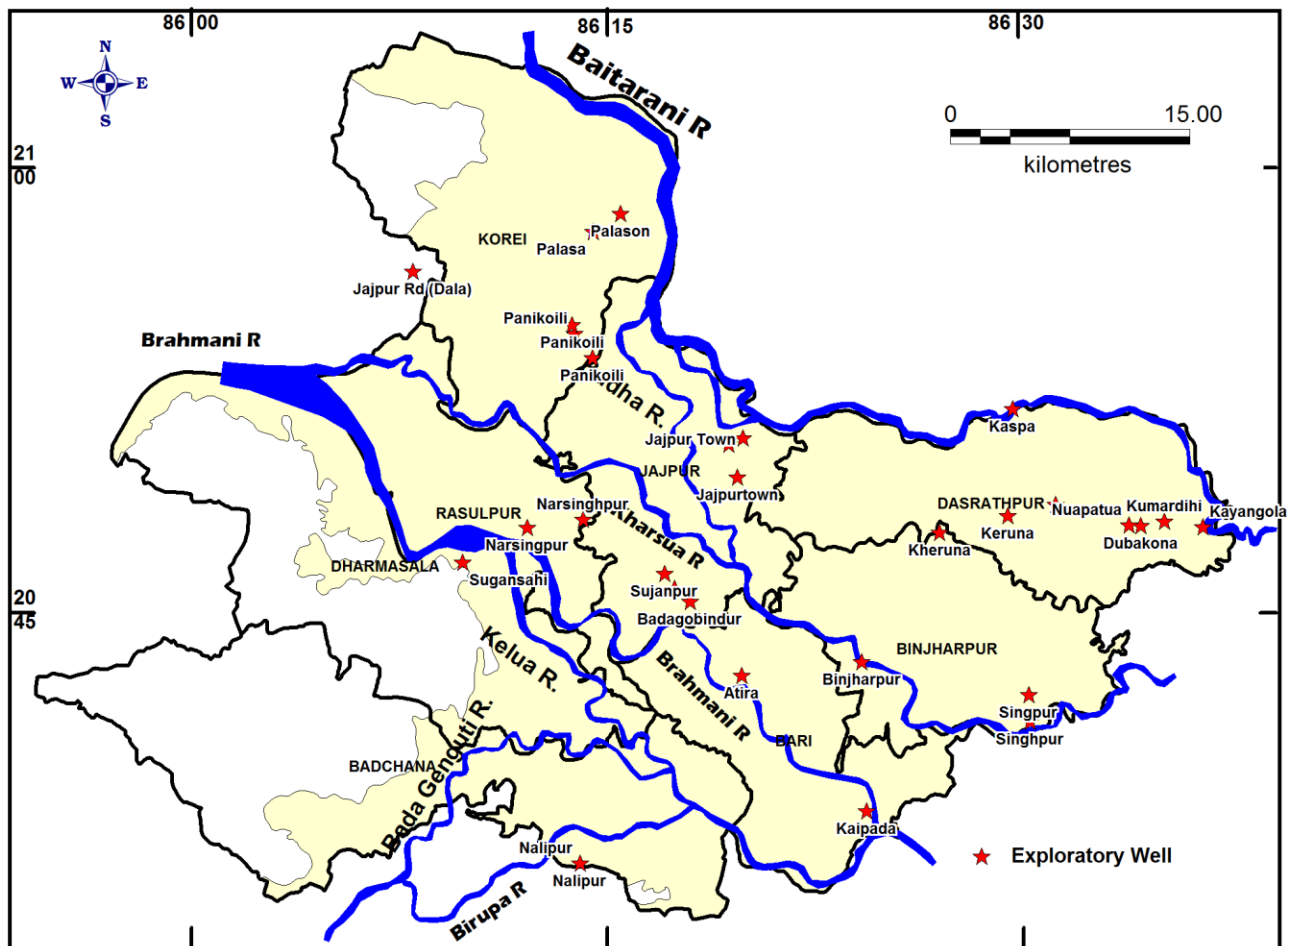 86 00
86 15
86 30
N
W E
S
Baitarani R
0 15.00
kilometres
21
00
KOREI
Palason
Palasa
Jajpur Rd (Dala)
Panikoili
Brahmani R
Panikoili
Panikoili
dha R.
Kaspa
Jajpur Town
JAJPUR
Jajpurtown
DASRATHPUR
Narsinghpur
RASULPUR
Nuapatua
Kumardihi
Kayangola
Kharsua R
Keruna
Dubakona
Narsingpur
Kheruna
DHARMASALA
Sugansahi
Sujanpur
20
45
Badagobindur
Kelua R.
BINJHARPUR
Brahmani R
Binjharpur
Atira
Singpur
Bada Genguti R.
Singhpur
BARI
BADCHANA
Kaipada
Nalipur
Exploratory Well
Nalipur
Birupa R